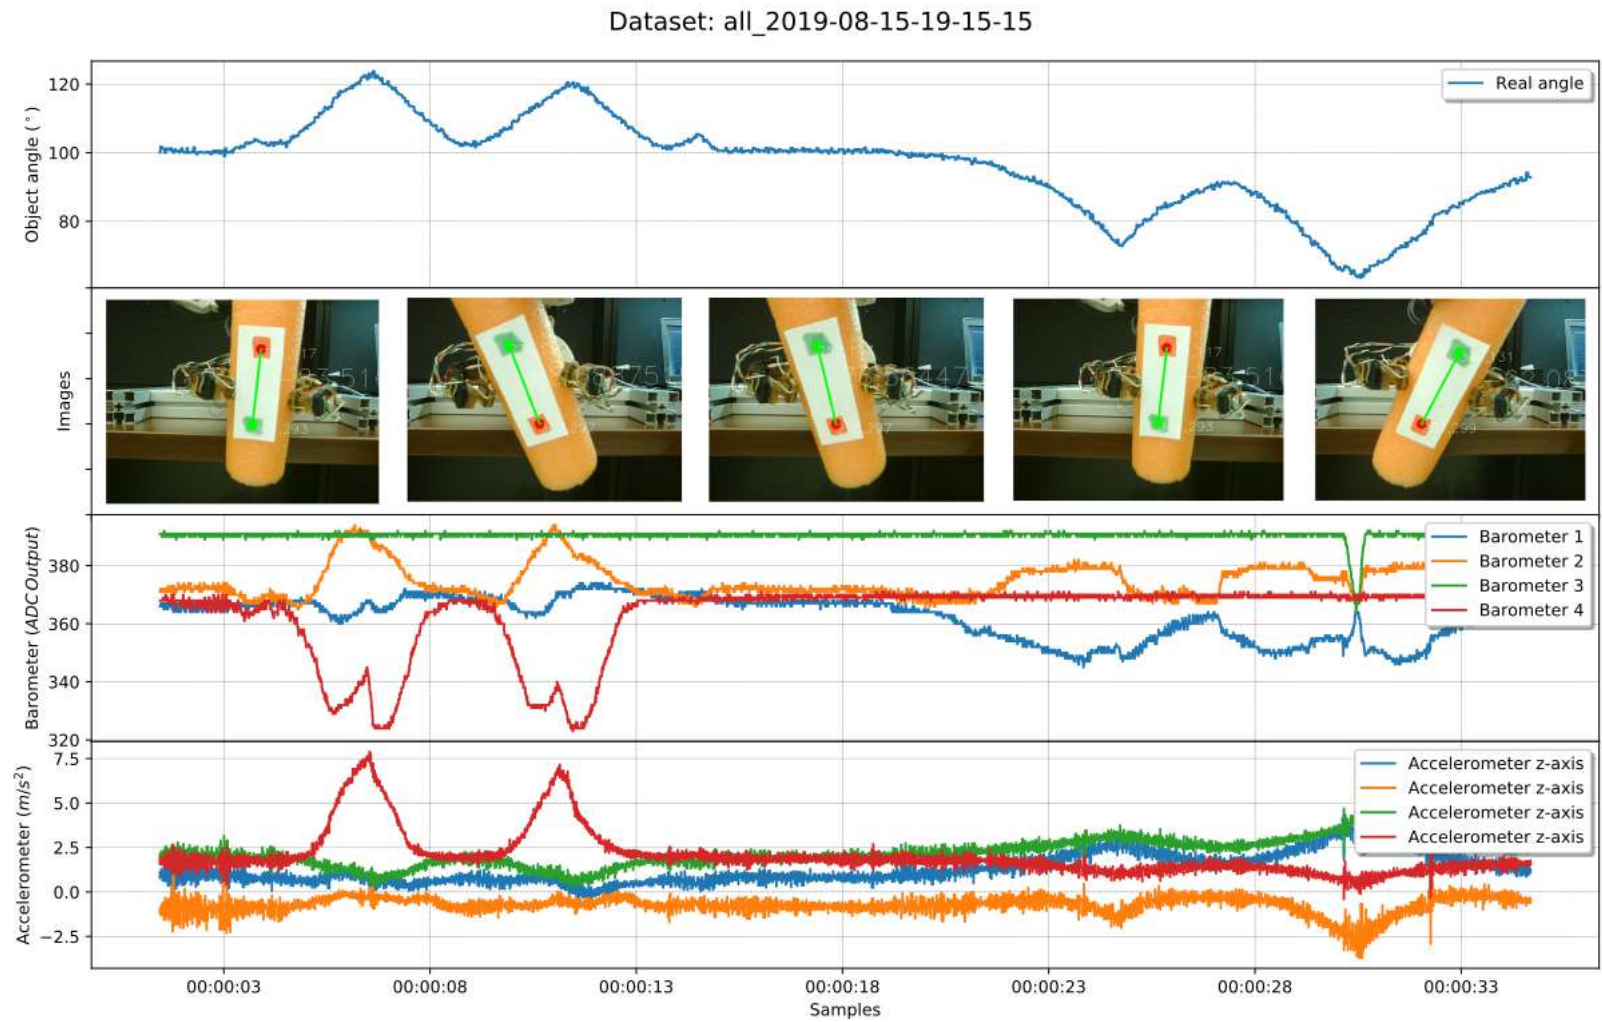 Dataset: all_2019-08-15-19-15-15
Object angle (°)
120
100
80
Real angle
Images
Barometer (ADC Output)
380
360
340
320
Barometer 1
Barometer 2
Barometer 3
Barometer 4
Accelerometer (m/s²)
7.5
5.0
2.5
0.0
−2.5
Accelerometer z-axis
Accelerometer z-axis
Accelerometer z-axis
Accelerometer z-axis
00:00:03 00:00:08 00:00:13 00:00:18 00:00:23 00:00:28 00:00:33
Samples